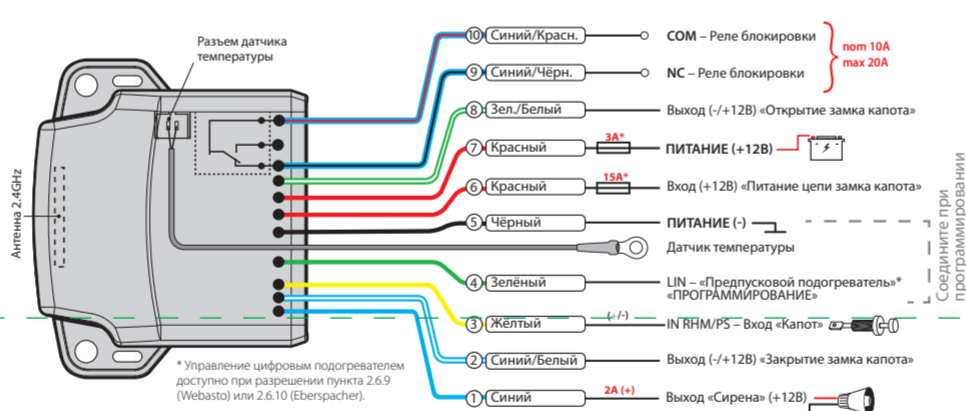 Разъем датчика
температуры
Антенна 2.4GHz
10 Синий/Красн. COM – Реле блокировки
nom 10A
max 20A
9 Синий/Чёрн. NC – Реле блокировки
8 Зел./Белый Выход (-/+12В) «Открытие замка капота»
7 Красный 3А* ПИТАНИЕ (+12В)
6 Красный 15А* Вход (+12В) «Питание цепи замка капота»
5 Чёрный ПИТАНИЕ (-)
Датчик температуры
4 Зелёный LIN – «Предпусковой подогреватель»*
«ПРОГРАММИРОВАНИЕ»
Соедините при
программировании
3 Жёлтый (+/-) IN RHM/PS – Вход «Капот»
2 Синий/Белый Выход (-/+12В) «Закрытие замка капота»
1 Синий 2А (+) Выход «Сирена» (+12В)
* Управление цифровым подогревателем
доступно при разрешении пункта 2.6.9
(Webasto) или 2.6.10 (Eberspacher).